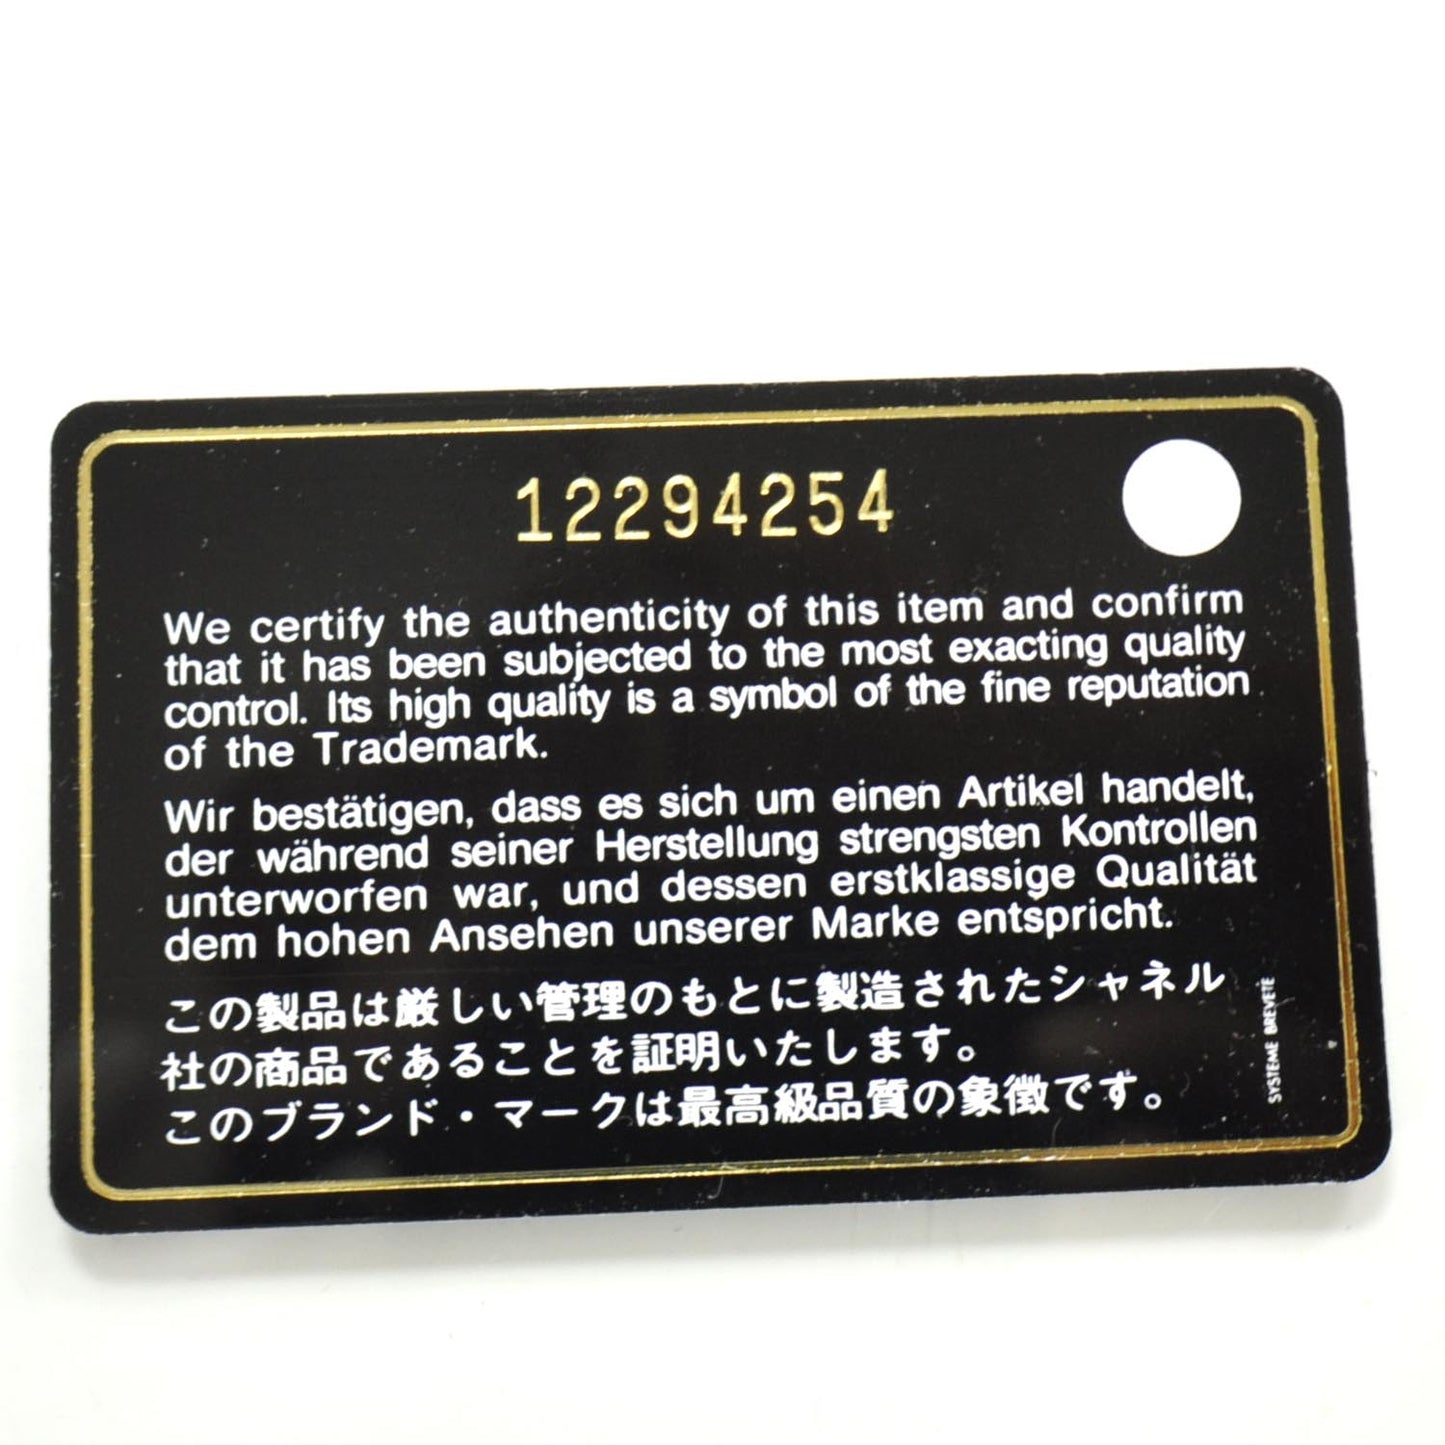 12294254
We certify the authenticity of this item and confirm
that it has been subjected to the most exacting quality
control. Its high quality is a symbol of the fine reputation
of the Trademark.
Wir bestätigen, dass es sich um einen Artikel handelt,
der während seiner Herstellung strengsten Kontrollen
unterworfen war, und dessen erstklassige Qualität
dem hohen Ansehen unserer Marke entspricht.
この製品は厳しい管理のもとに製造されたシャネル
社の商品であることを証明いたします。
このブランド・マークは最高級品質の象徴です。
SYSTEME BREVETE